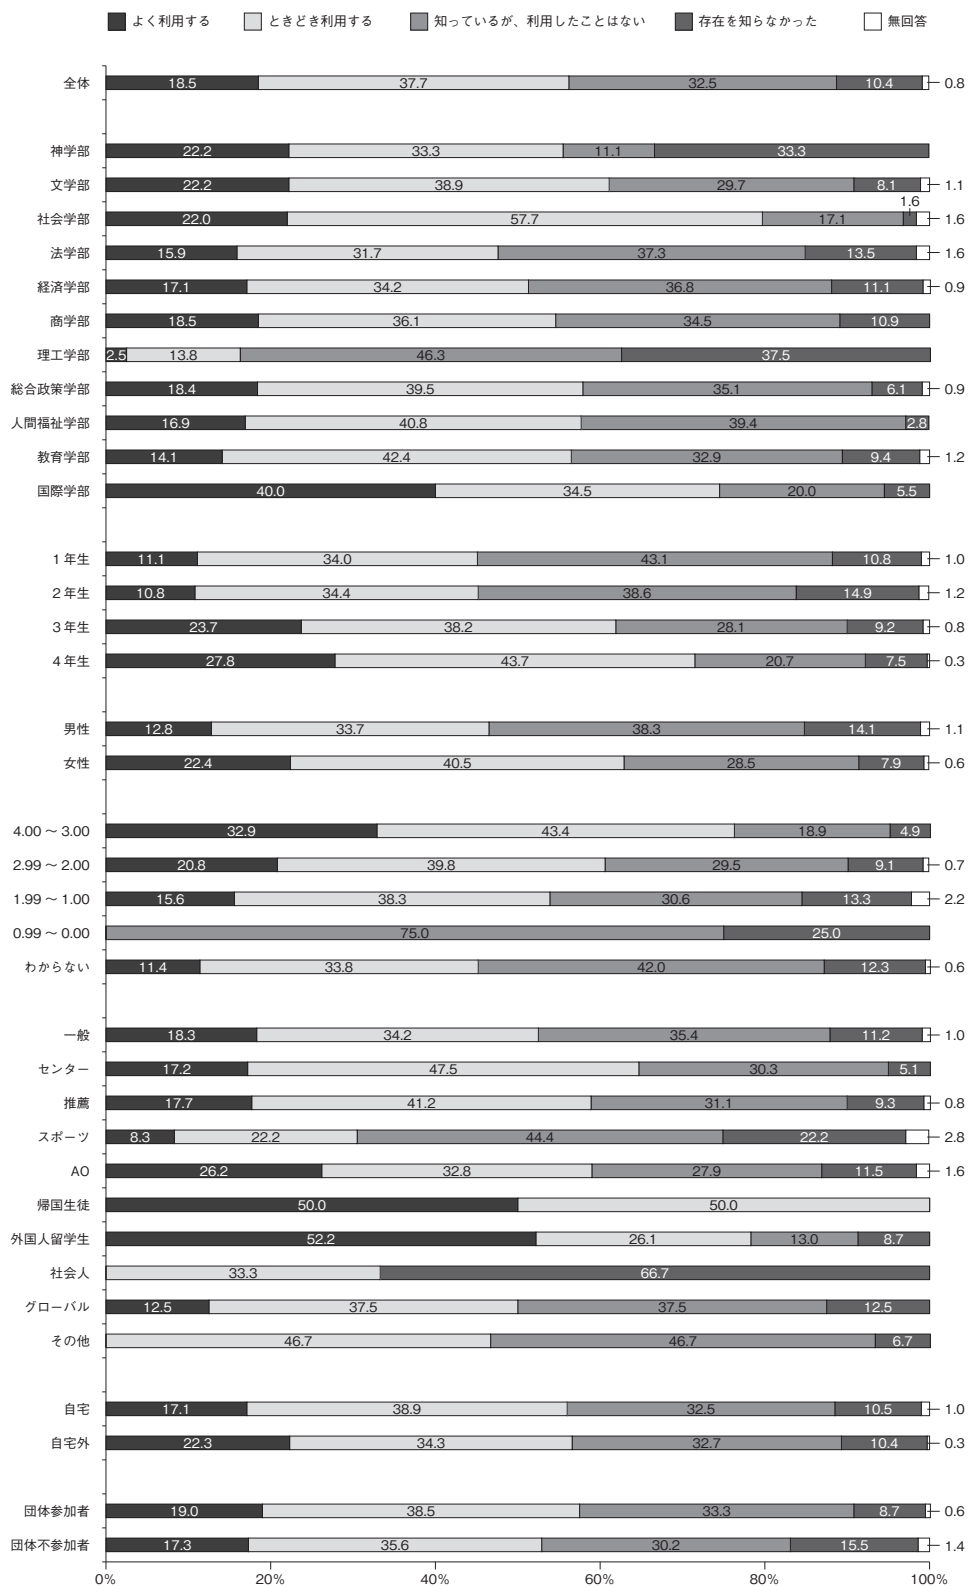 よく利用する ときどき利用する 知っているが、利用したことはない 存在を知らなかった 無回答
全体 18.5 37.7 32.5 10.4 0.8
神学部 22.2 33.3 11.1 33.3
文学部 22.2 38.9 29.7 8.1 1.1
1.6
社会学部 22.0 57.7 17.1 1.6
法学部 15.9 31.7 37.3 13.5 1.6
経済学部 17.1 34.2 36.8 11.1 0.9
商学部 18.5 36.1 34.5 10.9
理工学部 2.5 13.8 46.3 37.5
総合政策学部 18.4 39.5 35.1 6.1 0.9
人間福祉学部 16.9 40.8 39.4 2.8
教育学部 14.1 42.4 32.9 9.4 1.2
国際学部 40.0 34.5 20.0 5.5
1年生 11.1 34.0 43.1 10.8 1.0
2年生 10.8 34.4 38.6 14.9 1.2
3年生 23.7 38.2 28.1 9.2 0.8
4年生 27.8 43.7 20.7 7.5 0.3
男性 12.8 33.7 38.3 14.1 1.1
女性 22.4 40.5 28.5 7.9 0.6
4.00～3.00 32.9 43.4 18.9 4.9
2.99～2.00 20.8 39.8 29.5 9.1 0.7
1.99～1.00 15.6 38.3 30.6 13.3 2.2
0.99～0.00 75.0 25.0
わからない 11.4 33.8 42.0 12.3 0.6
一般 18.3 34.2 35.4 11.2 1.0
センター 17.2 47.5 30.3 5.1
推薦 17.7 41.2 31.1 9.3 0.8
スポーツ 8.3 22.2 44.4 22.2 2.8
AO 26.2 32.8 27.9 11.5 1.6
帰国生徒 50.0 50.0
外国人留学生 52.2 26.1 13.0 8.7
社会人 33.3 66.7
グローバル 12.5 37.5 37.5 12.5
その他 46.7 46.7 6.7
自宅 17.1 38.9 32.5 10.5 1.0
自宅外 22.3 34.3 32.7 10.4 0.3
団体参加者 19.0 38.5 33.3 8.7 0.6
団体不参加者 17.3 35.6 30.2 15.5 1.4
0% 20% 40% 60% 80% 100%